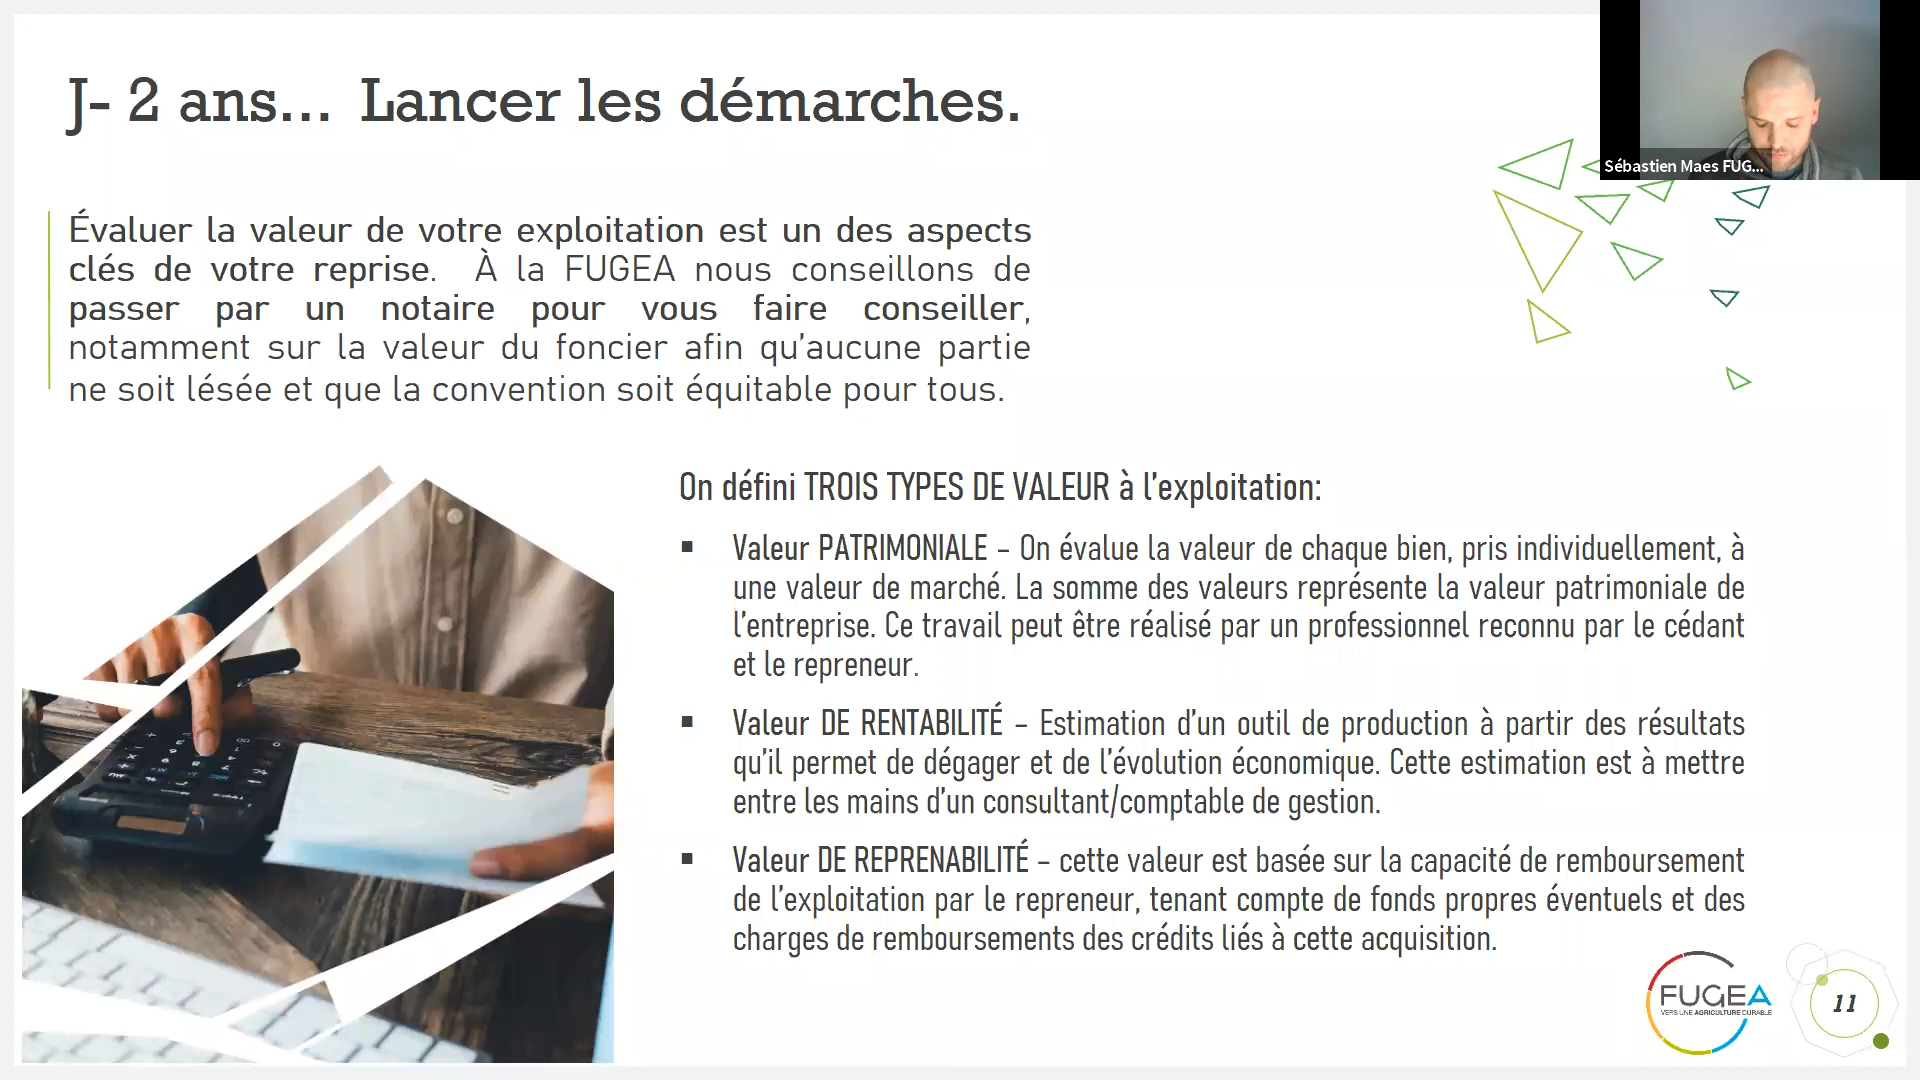 J- 2 ans... Lancer les démarches.
Sébastien Maes FUG...
Évaluer la valeur de votre exploitation est un des aspects
clés de votre reprise. À la FUGEA nous conseillons de
passer par un notaire pour vous faire conseiller,
notamment sur la valeur du foncier afin qu’aucune partie
ne soit lésée et que la convention soit équitable pour tous.
On défini TROIS TYPES DE VALEUR à l’exploitation:
▪ Valeur PATRIMONIALE – On évalue la valeur de chaque bien, pris individuellement, à
une valeur de marché. La somme des valeurs représente la valeur patrimoniale de
l’entreprise. Ce travail peut être réalisé par un professionnel reconnu par le cédant
et le repreneur.
▪ Valeur DE RENTABILITÉ – Estimation d’un outil de production à partir des résultats
qu’il permet de dégager et de l’évolution économique. Cette estimation est à mettre
entre les mains d’un consultant/comptable de gestion.
▪ Valeur DE REPRENABILITÉ – cette valeur est basée sur la capacité de remboursement
de l’exploitation par le repreneur, tenant compte de fonds propres éventuels et des
charges de remboursements des crédits liés à cette acquisition.
FUGEA
VERS UNE AGRICULTURE DURABLE
11